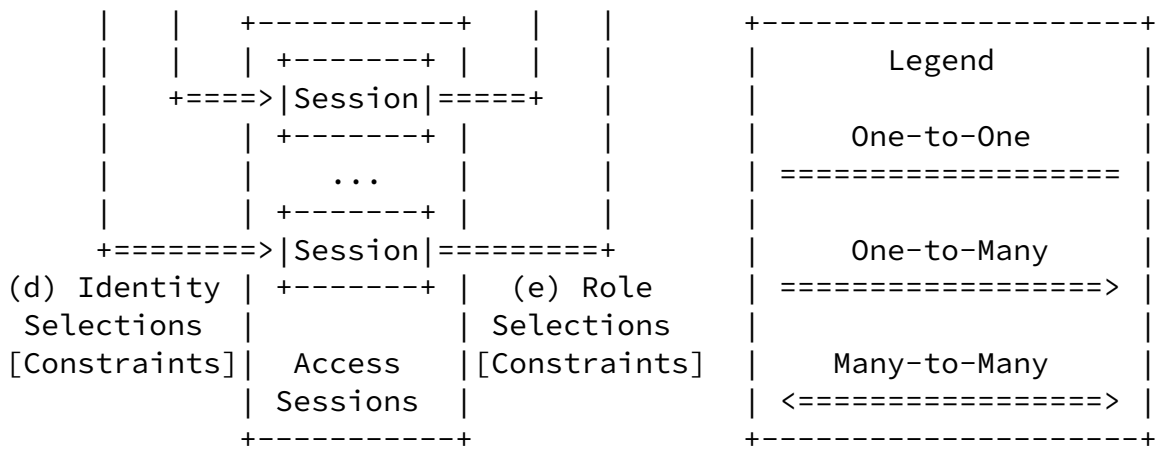 |    |    +------------+    |    |        +---------------------+
      |    |    | +-------+ |    |    |        |       Legend        |
      |    +====>|Session|=====+    |        |                     |
      |         | +-------+ |         |        |     One-to-One      |
      |         |    ...    |         |        | =================== |
      |         | +-------+ |         |        |                     |
      +========>|Session|=========+        |     One-to-Many     |
(d) Identity | +-------+ |  (e) Role        | ==================> |
 Selections  |           | Selections       |                     |
[Constraints]|  Access   |[Constraints]     |    Many-to-Many     |
             | Sessions  |                  | <=================> |
             +------------+                  +---------------------+